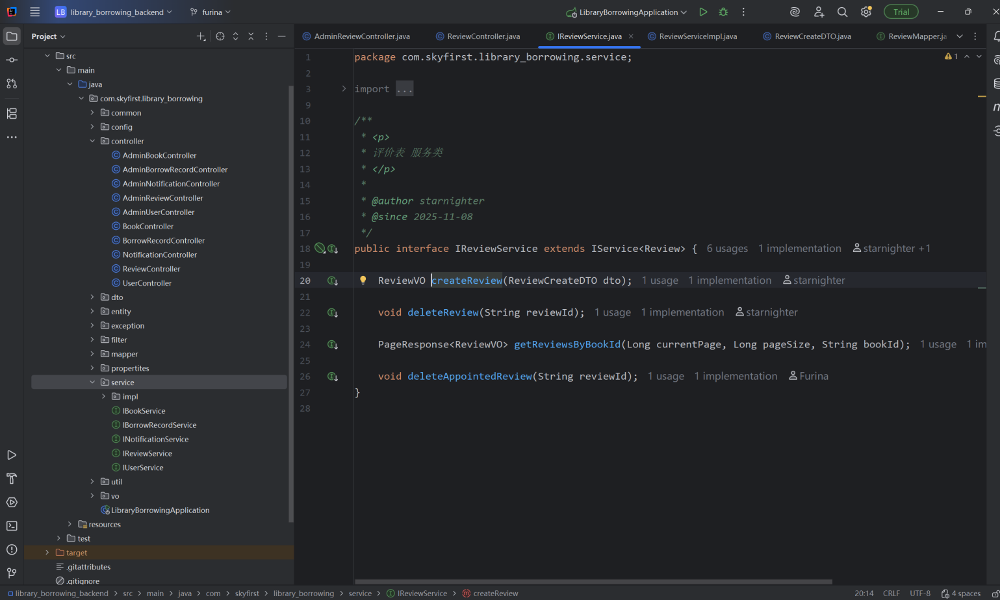 LB library_borrowing_backend furina LibraryBorrowingApplication Trial
Project
AdminReviewController.java ReviewController.java IReviewService.java ReviewServiceImpl.java ReviewCreateDTO.java ReviewMapper.ja
src
main
java
com.skyfirst.library_borrowing
common
config
controller
AdminBookController
AdminBorrowRecordController
AdminNotificationController
AdminReviewController
AdminUserController
BookController
BorrowRecordController
NotificationController
ReviewController
UserController
dto
entity
exception
filter
mapper
propertites
service
impl
IBookService
IBorrowRecordService
INotificationService
IReviewService
IUserService
util
vo
LibraryBorrowingApplication
resources
test
target
.gitattributes
.gitignore
1 package com.skyfirst.library_borrowing.service;
1
2
3 import ...
9
10 /**
11 * <p>
12 * 评价表 服务类
13 * </p>
14 *
15 * @author starnighter
16 * @since 2025-11-08
17 */
18 public interface IReviewService extends IService<Review> { 6 usages 1 implementation starnighter +1
19
20 ReviewVO createReview(ReviewCreateDTO dto); 1 usage 1 implementation starnighter
21
22 void deleteReview(String reviewId); 1 usage 1 implementation starnighter
23
24 PageResponse<ReviewVO> getReviewsByBookId(Long currentPage, Long pageSize, String bookId); 1 usage 1 im
25
26 void deleteAppointedReview(String reviewId); 1 usage 1 implementation Furina
27 }
28
library_borrowing_backend > src > main > java > com > skyfirst > library_borrowing > service > IReviewService > createReview 20:14 CRLF UTF-8 4 spaces